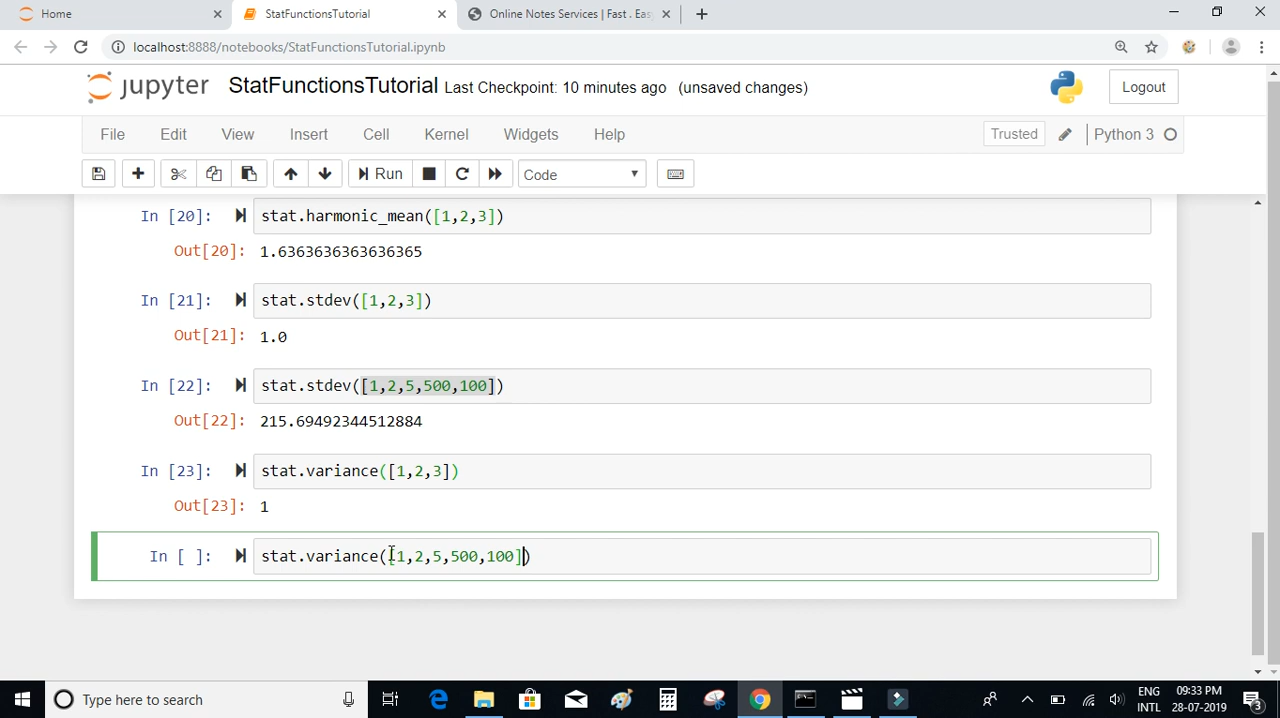 Home
StatFunctionsTutorial
Online Notes Services | Fast . Eas
localhost:8888/notebooks/StatFunctionsTutorial.ipynb
jupyter StatFunctionsTutorial Last Checkpoint: 10 minutes ago (unsaved changes)
Logout
File Edit View Insert Cell Kernel Widgets Help
Trusted Python 3
Run Code
In [20]: stat.harmonic_mean([1,2,3])
Out[20]: 1.6363636363636365
In [21]: stat.stdev([1,2,3])
Out[21]: 1.0
In [22]: stat.stdev([1,2,5,500,100])
Out[22]: 215.69492344512884
In [23]: stat.variance([1,2,3])
Out[23]: 1
In [ ]: stat.variance([1,2,5,500,100])
Type here to search
ENG 09:33 PM
INTL 28-07-2019
3